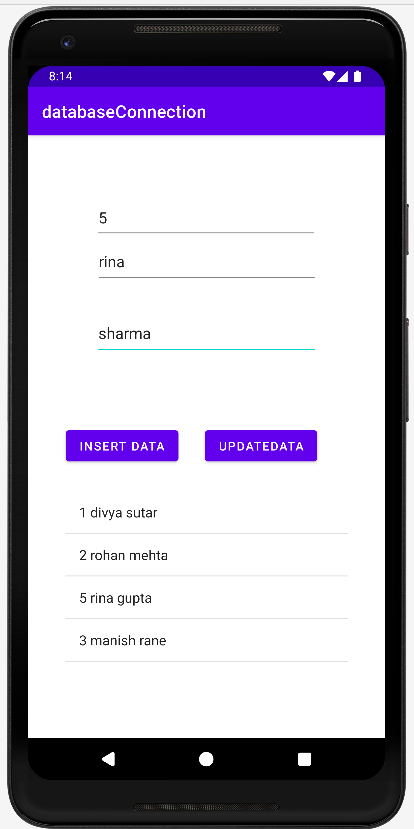 8:14
databaseConnection
5
rina
sharma
INSERT DATA UPDATEDATA
1 divya sutar
2 rohan mehta
5 rina gupta
3 manish rane